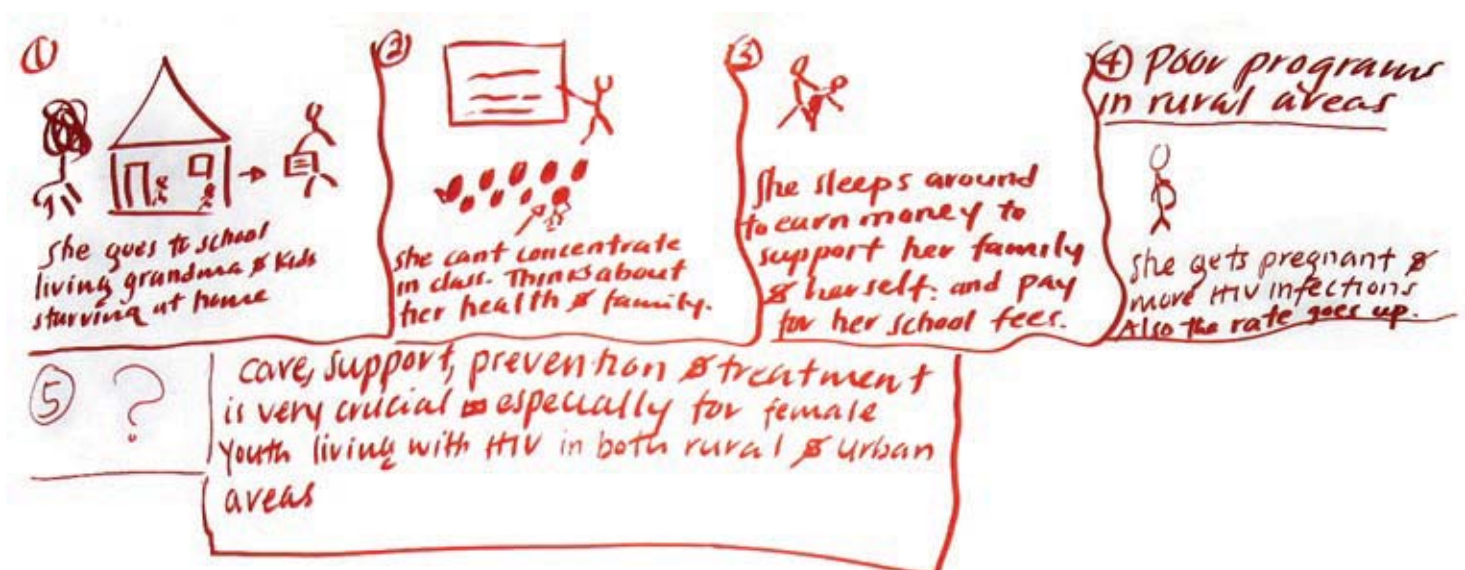 ①
She goes to school
living grandma & kids
starving at home
②
she cant concentrate
in class. Thinks about
her health & family.
③
She sleeps around
to earn money to
support her family
& herself. and pay
for her school fees.
④ Poor programs
in rural areas
She gets pregnant &
more HIV infections
Also the rate goes up.
⑤ ?
care, support, prevention & treatment
is very crucial especially for female
Youth living with HIV in both rural & urban
areas